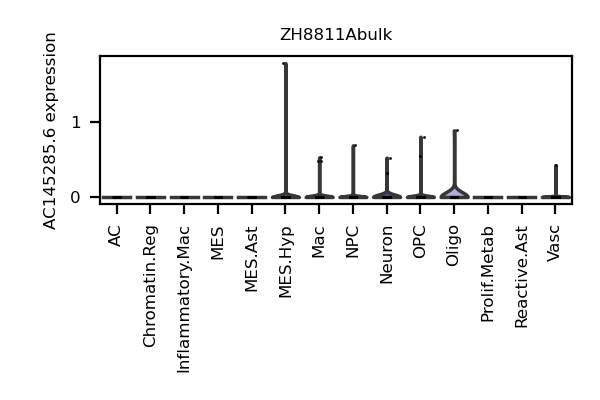 ZH8811Abulk
AC145285.6 expression
1
0
AC
Chromatin.Reg
Inflammatory.Mac
MES
MES.Ast
MES.Hyp
Mac
NPC
Neuron
OPC
Oligo
Prolif.Metab
Reactive.Ast
Vasc